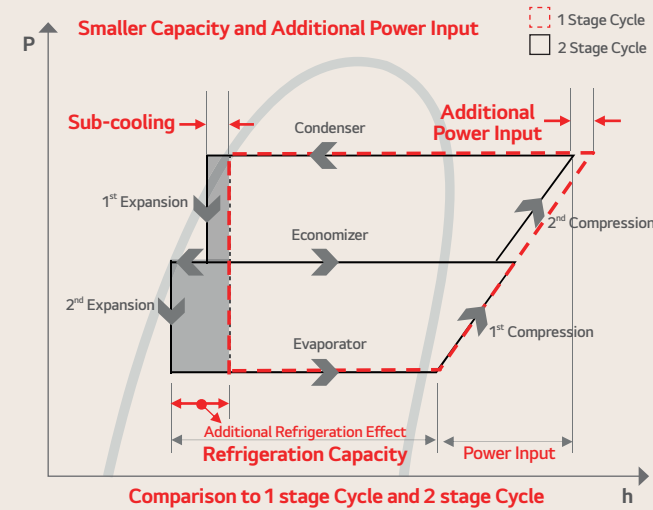 Smaller Capacity and Additional Power Input
1 Stage Cycle
2 Stage Cycle
P
Sub-cooling
Additional
Power Input
Condenser
1st Expansion
2nd Compression
Economizer
2nd Expansion
1st Compression
Evaporator
Additional Refrigeration Effect
Refrigeration Capacity
Power Input
Comparison to 1 stage Cycle and 2 stage Cycle
h